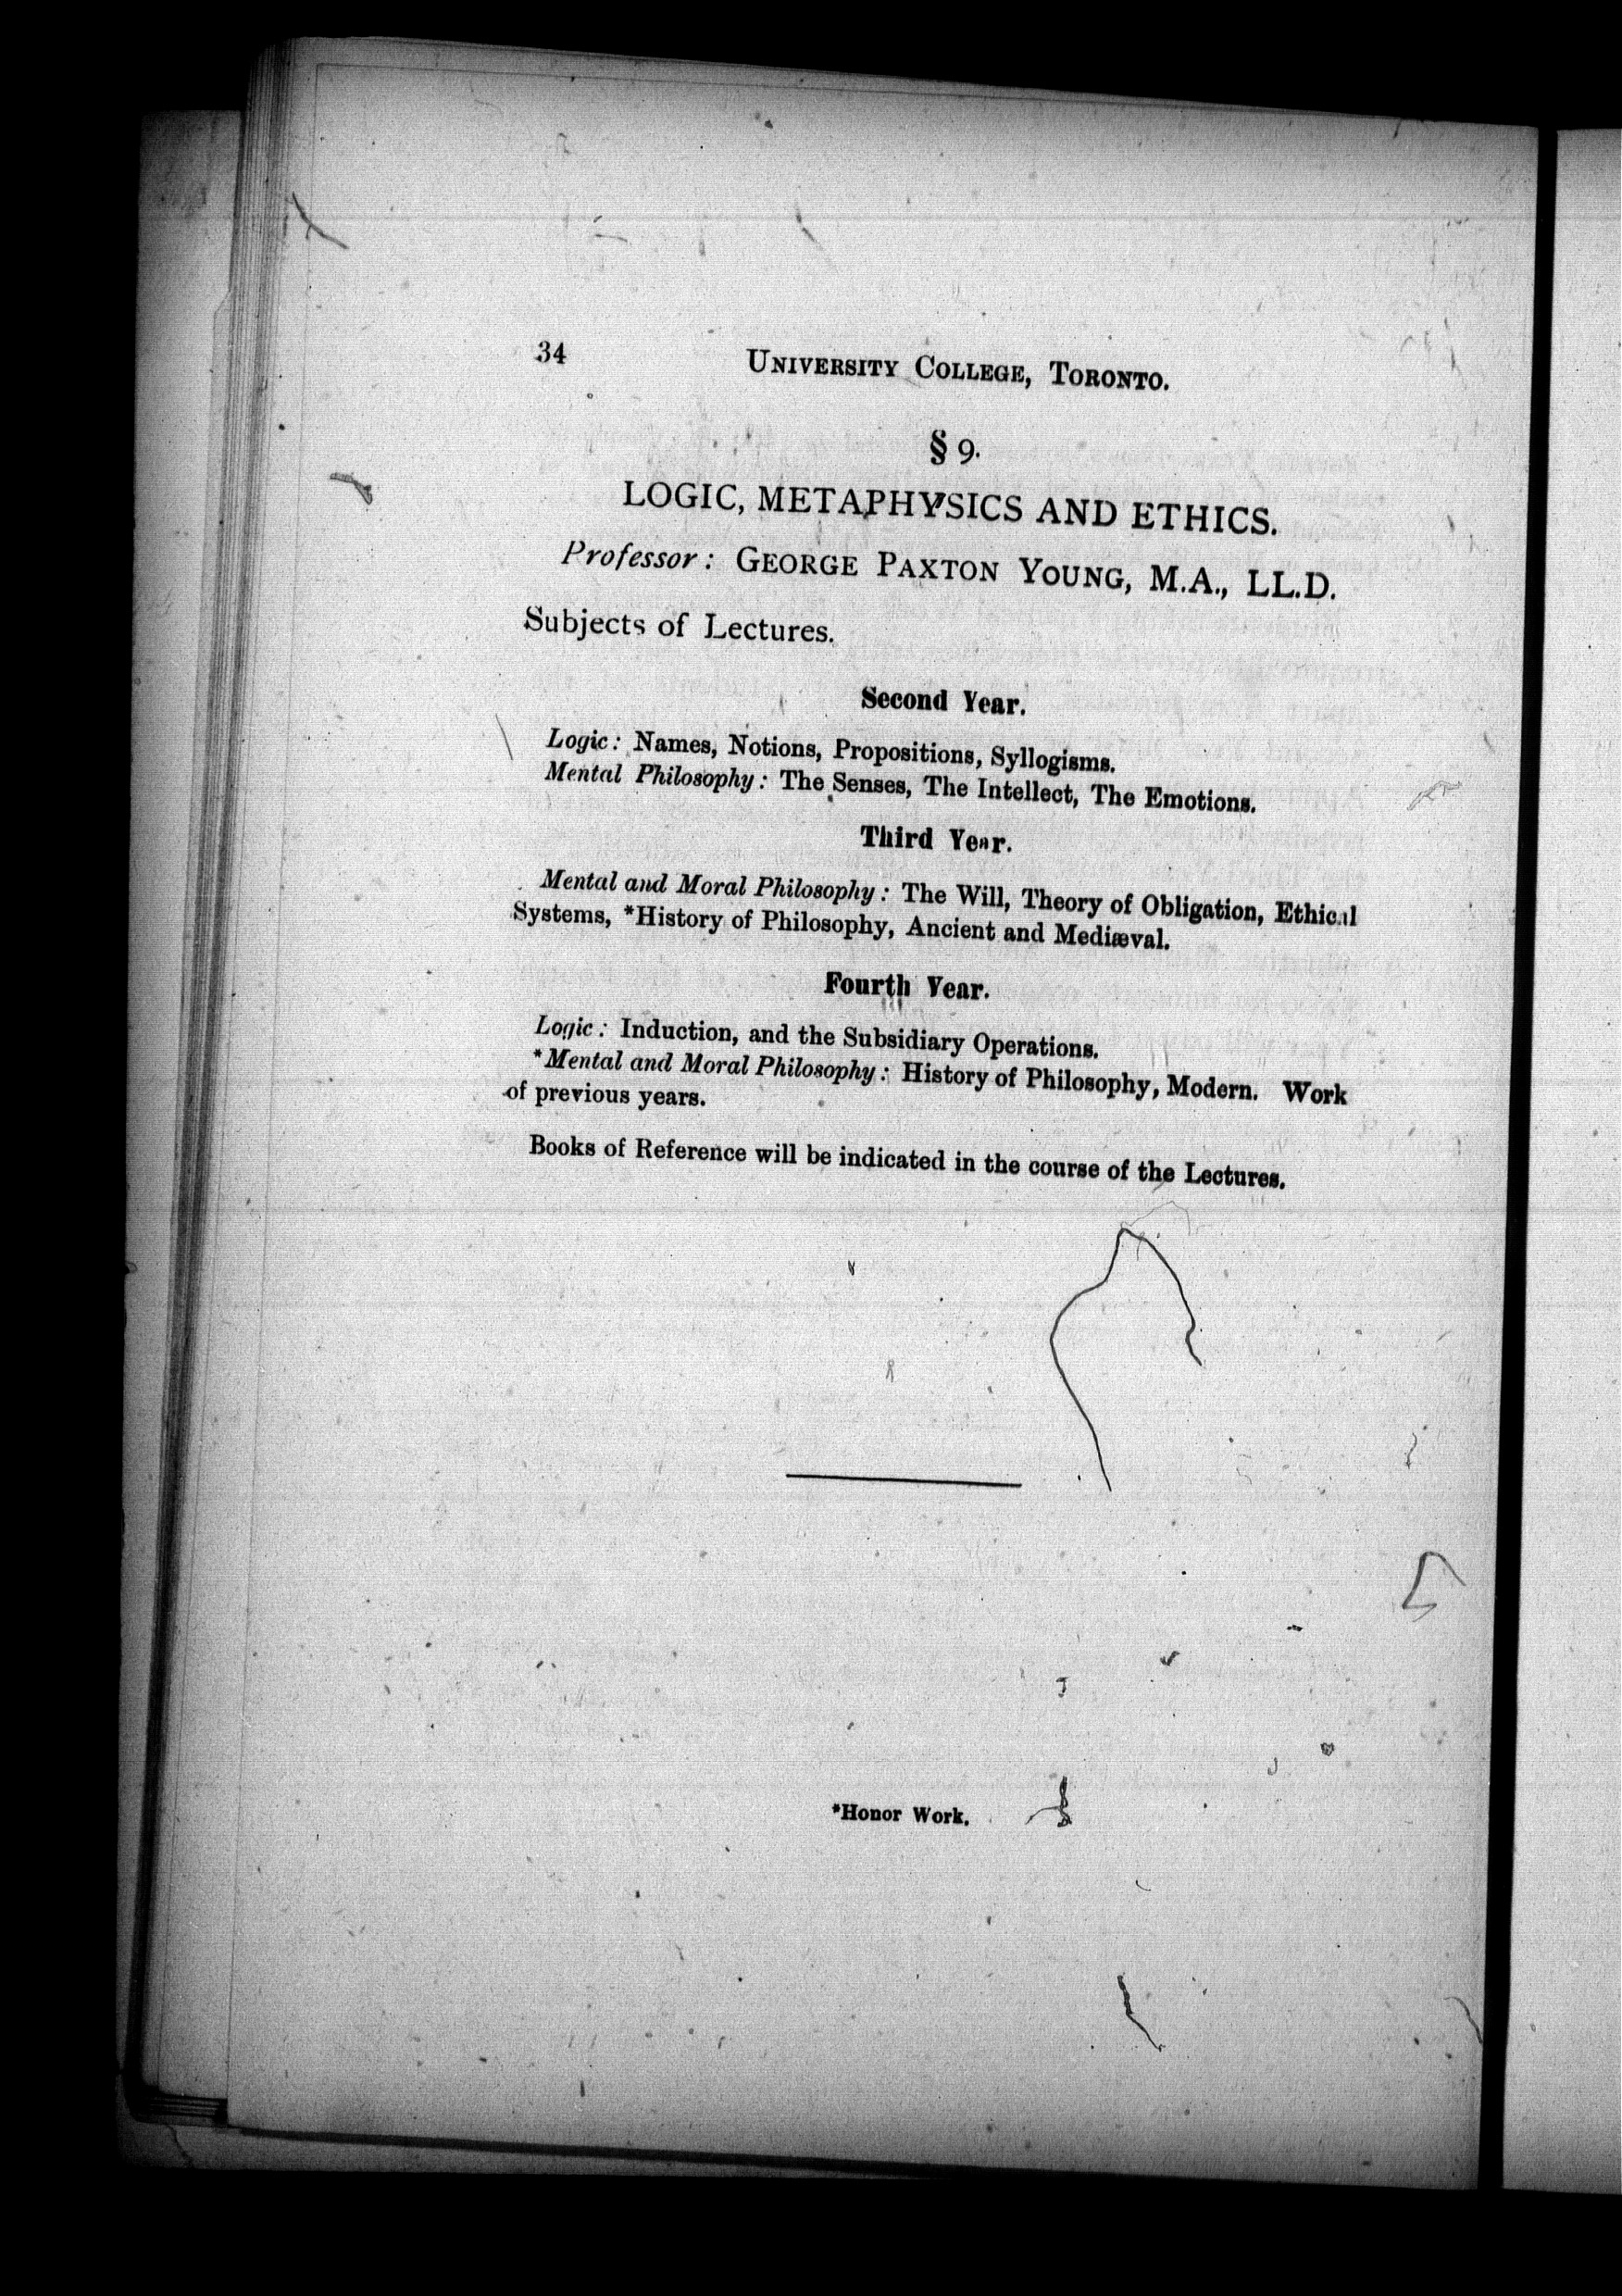 34
UNIVERSITY COLLEGE, TORONTO.
§ 9.
LOGIC, METAPHYSICS AND ETHICS.
Professor: GEORGE PAXTON YOUNG, M.A., LL.D.
Subjects of Lectures.
Second Year.
Logic: Names, Notions, Propositions, Syllogisms.
Mental Philosophy: The Senses, The Intellect, The Emotions.
Third Year.
Mental and Moral Philosophy: The Will, Theory of Obligation, Ethical
Systems, *History of Philosophy, Ancient and Mediæval.
Fourth Year.
Logic: Induction, and the Subsidiary Operations.
*Mental and Moral Philosophy: History of Philosophy, Modern. Work
of previous years.
Books of Reference will be indicated in the course of the Lectures.
*Honor Work.